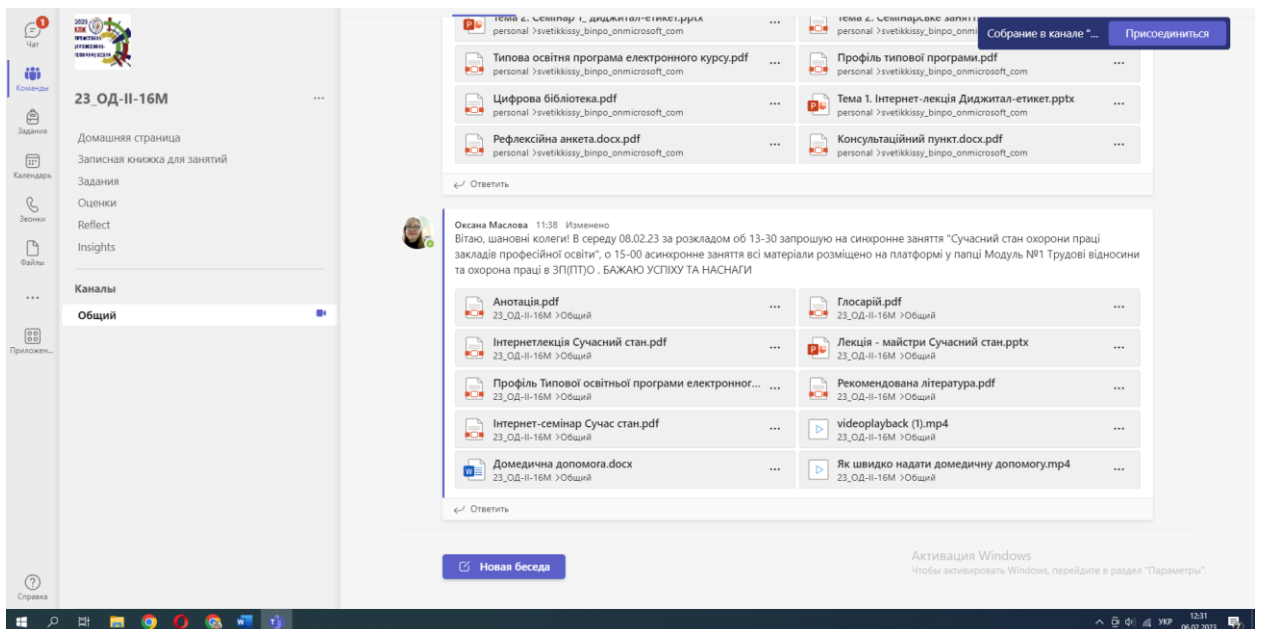 1
Чат
Команды
Задания
Календарь
Звонки
Файлы
...
Приложен...
Справка
23_ОД-ІІ-16М
Домашняя страница
Записная книжка для занятий
Задания
Оценки
Reflect
Insights
Каналы
Общий
Тема 2. Семінар 1_ диджитал-етикет.pptx
personal >svetikkissy_binpo_onmicrosoft_com
Тема 2. Семінарське
Собрание в канале "...
Присоединиться
Типова освітня програма електронного курсу.pdf
personal >svetikkissy_binpo_onmicrosoft_com
Профіль типової програми.pdf
personal >svetikkissy_binpo_onmicrosoft_com
Цифрова бібліотека.pdf
personal >svetikkissy_binpo_onmicrosoft_com
Тема 1. Інтернет-лекція Диджитал-етикет.pptx
personal >svetikkissy_binpo_onmicrosoft_com
Рефлексійна анкета.docx.pdf
personal >svetikkissy_binpo_onmicrosoft_com
Консультаційний пункт.docx.pdf
personal >svetikkissy_binpo_onmicrosoft_com
Ответить
Оксана Маслова 11:38 Изменено
Вітаю, шановні колеги! В середу 08.02.23 за розкладом об 13-30 запрошую на синхронне заняття "Сучасний стан охорони праці
закладів професійної освіти", о 15-00 асинхронне заняття всі матеріали розміщено на платформі у папці Модуль №1 Трудові відносини
та охорона праці в ЗП(ПТ)О . БАЖАЮ УСПІХУ ТА НАСНАГИ
Анотація.pdf
23_ОД-ІІ-16М >Общий
Глосарій.pdf
23_ОД-ІІ-16М >Общий
Інтернетлекція Сучасний стан.pdf
23_ОД-ІІ-16М >Общий
Лекція - майстри Сучасний стан.pptx
23_ОД-ІІ-16М >Общий
Профіль Типової освітньої програми електронног...
23_ОД-ІІ-16М >Общий
Рекомендована література.pdf
23_ОД-ІІ-16М >Общий
Інтернет-семінар Сучас стан.pdf
23_ОД-ІІ-16М >Общий
videoplayback (1).mp4
23_ОД-ІІ-16М >Общий
Домедична допомога.docx
23_ОД-ІІ-16М >Общий
Як швидко надати домедичну допомогу.mp4
23_ОД-ІІ-16М >Общий
Ответить
Новая беседа
Активация Windows
Чтобы активировать Windows, перейдите в раздел "Параметры".
УКР
12:31
06.02.2023